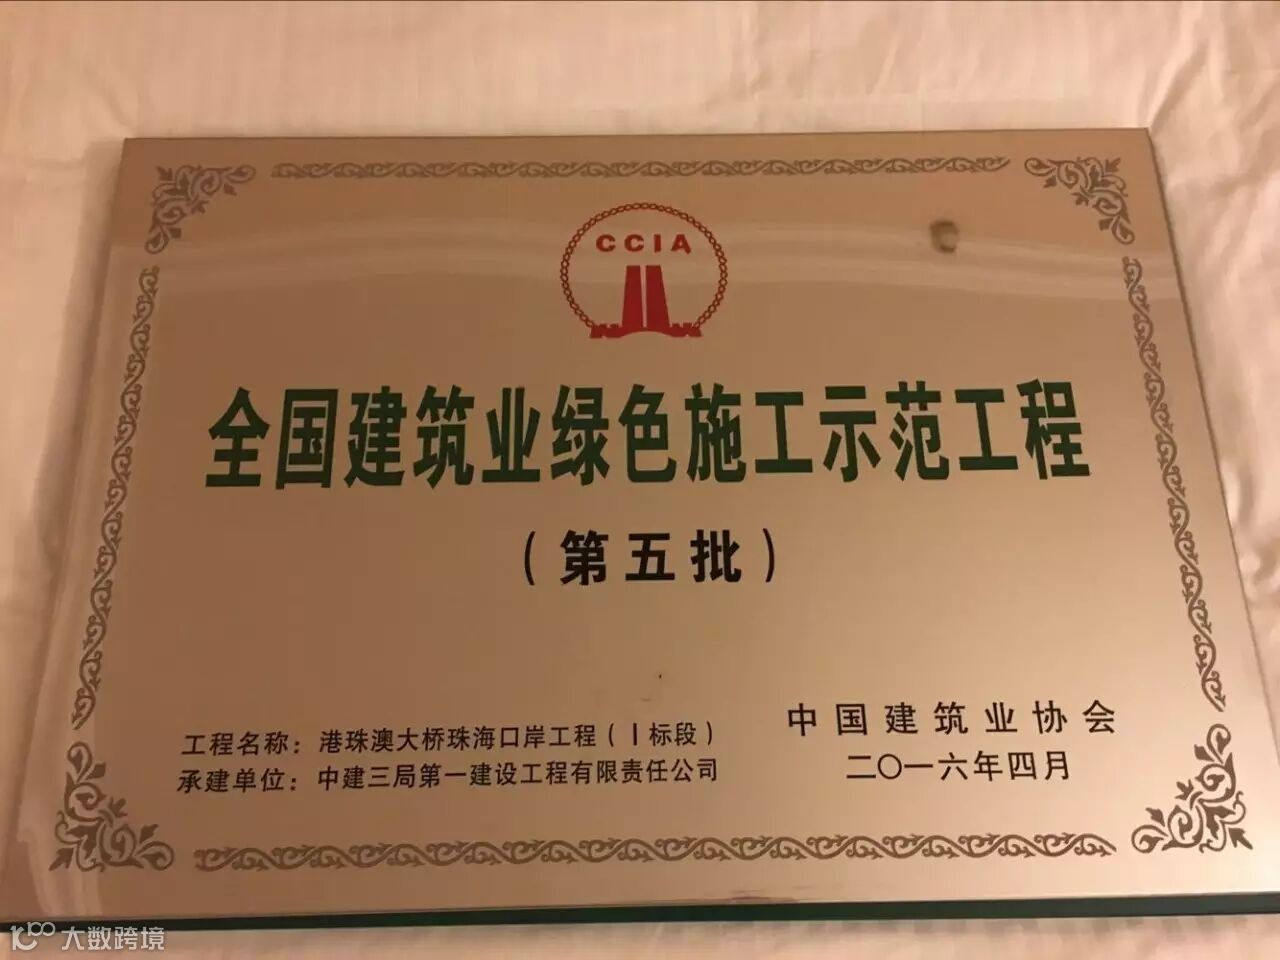 CCIA
全国建筑业绿色施工示范工程
（第五批）
工程名称：港珠澳大桥珠海口岸工程（Ⅰ标段）
承建单位：中建三局第一建设工程有限责任公司
中国建筑业协会
二〇一六年四月
大数跨境